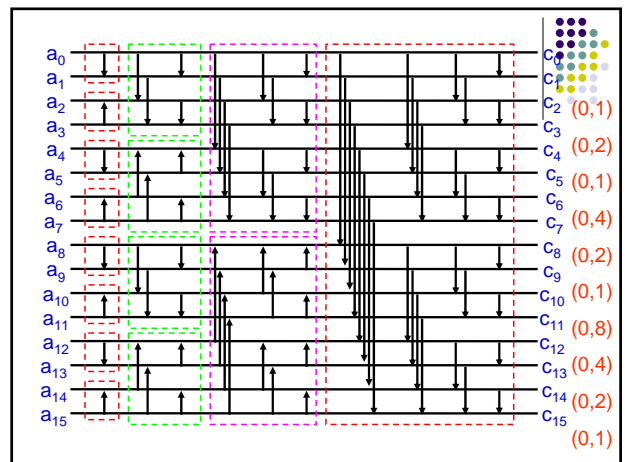 a0 c0
a1 c1
a2 c2
(0,1)
a3 c3
(0,2)
a4 c4
a5 c5
(0,1)
a6 c6
(0,4)
a7 c7
a8 c8
(0,2)
a9 c9
(0,1)
a10 c10
a11 c11
(0,8)
a12 c12
(0,4)
a13 c13
a14 c14
(0,2)
a15 c15
(0,1)